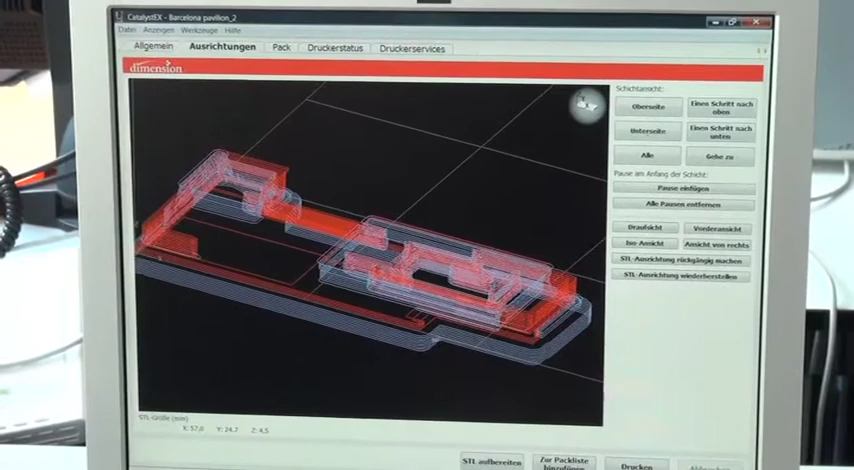 CatalystEX - Barcelona pavilion_2
Datei Anzeigen Werkzeuge Hilfe
Allgemein Ausrichtungen Pack Druckerstatus Druckerservices
dimension
Schichtansicht:
Oberseite
Einen Schritt nach oben
Unterseite
Einen Schritt nach unten
Alle
Gehe zu
Pause am Anfang der Schicht:
Pause einfügen
Alle Pausen entfernen
Draufsicht
Vorderansicht
Iso-Ansicht
Ansicht von rechts
STL-Ausrichtung rückgängig machen
STL-Ausrichtung wiederherstellen
STL-Größe (mm)
X: 57,0 Y: 24,7 Z: 4,5
STL aufbereiten
Zur Packliste hinzufügen
Drucken